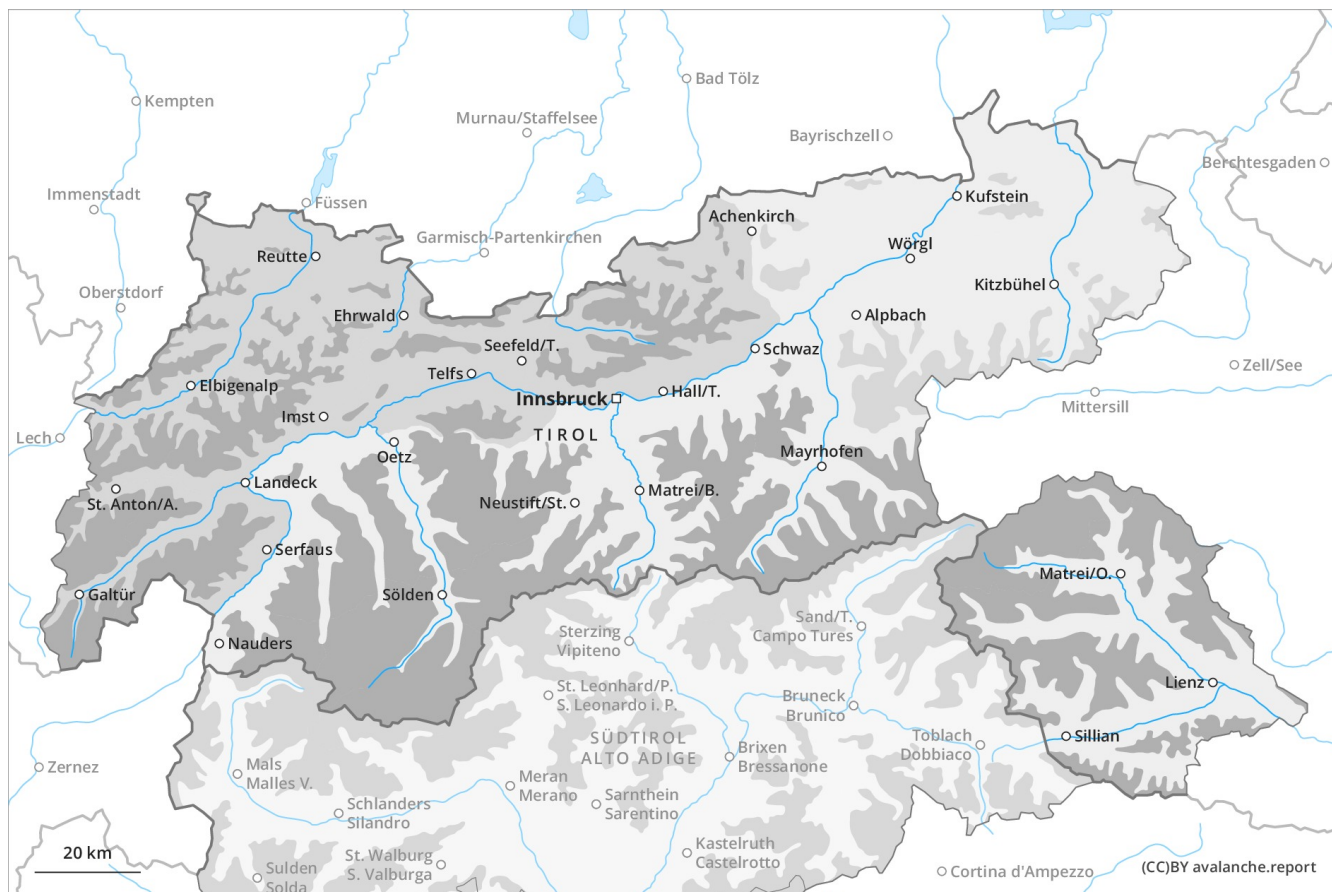 Kempten
Bad Tölz
Murnau/Staffelsee
Bayrischzell
Berchtesgaden
Immenstadt
Füssen
Kufstein
Achenkirch
Garmisch-Partenkirchen
Wörgl
Reutte
Oberstdorf
Kitzbühel
Ehrwald
Alpbach
Seefeld/T.
Schwaz
Zell/See
Telfs
Elbigenalp
Hall/T.
Innsbruck
Mittersill
Imst
Lech
TIROL
Oetz
Mayrhofen
Landeck
Matrei/B.
St. Anton/A.
Neustift/St.
Serfaus
Matrei/O.
Galtür
Sölden
Sand/T.
Campo Tures
Sterzing
Vipiteno
Nauders
Lienz
St. Leonhard/P.
S. Leonardo i. P.
Bruneck
Brunico
SÜDTIROL
ALTO ADIGE
Toblach
Dobbiaco
Sillian
Brixen
Bressanone
Zernez
Mals
Malles V.
Meran
Merano
Sarnthein
Sarentino
Schlanders
Silandro
Kastelruth
Castelrotto
20 km
St. Walburg
S. Valburga
Sulden
Solda
Cortina d'Ampezzo
(CC)BY avalanche.report